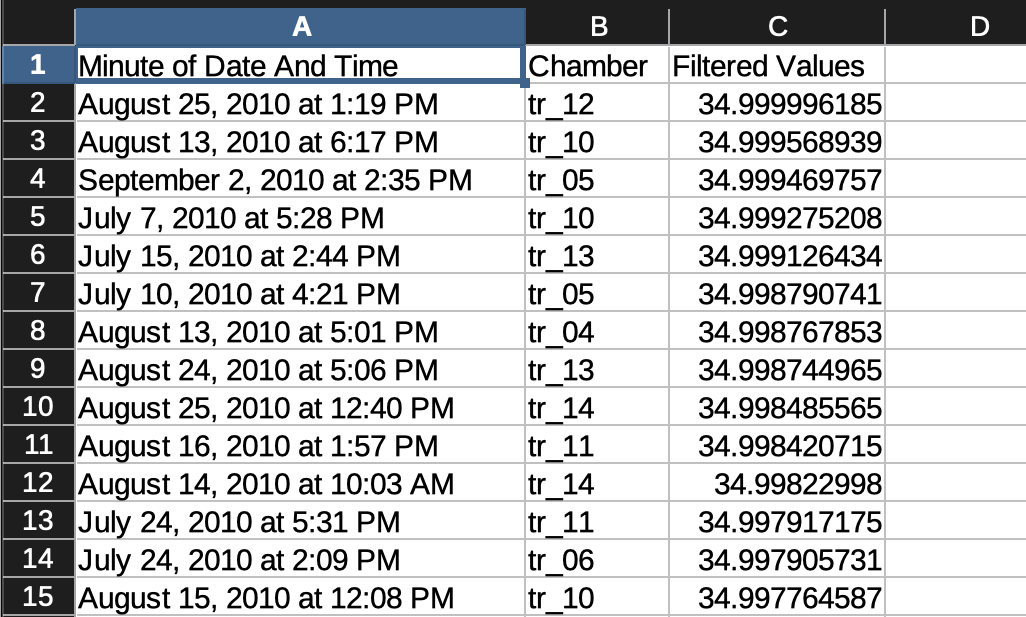 A B C D
1 Minute of Date And Time Chamber Filtered Values
2 August 25, 2010 at 1:19 PM tr_12 34.999996185
3 August 13, 2010 at 6:17 PM tr_10 34.999568939
4 September 2, 2010 at 2:35 PM tr_05 34.999469757
5 July 7, 2010 at 5:28 PM tr_10 34.999275208
6 July 15, 2010 at 2:44 PM tr_13 34.999126434
7 July 10, 2010 at 4:21 PM tr_05 34.998790741
8 August 13, 2010 at 5:01 PM tr_04 34.998767853
9 August 24, 2010 at 5:06 PM tr_13 34.998744965
10 August 25, 2010 at 12:40 PM tr_14 34.998485565
11 August 16, 2010 at 1:57 PM tr_11 34.998420715
12 August 14, 2010 at 10:03 AM tr_14 34.99822998
13 July 24, 2010 at 5:31 PM tr_11 34.997917175
14 July 24, 2010 at 2:09 PM tr_06 34.997905731
15 August 15, 2010 at 12:08 PM tr_10 34.997764587